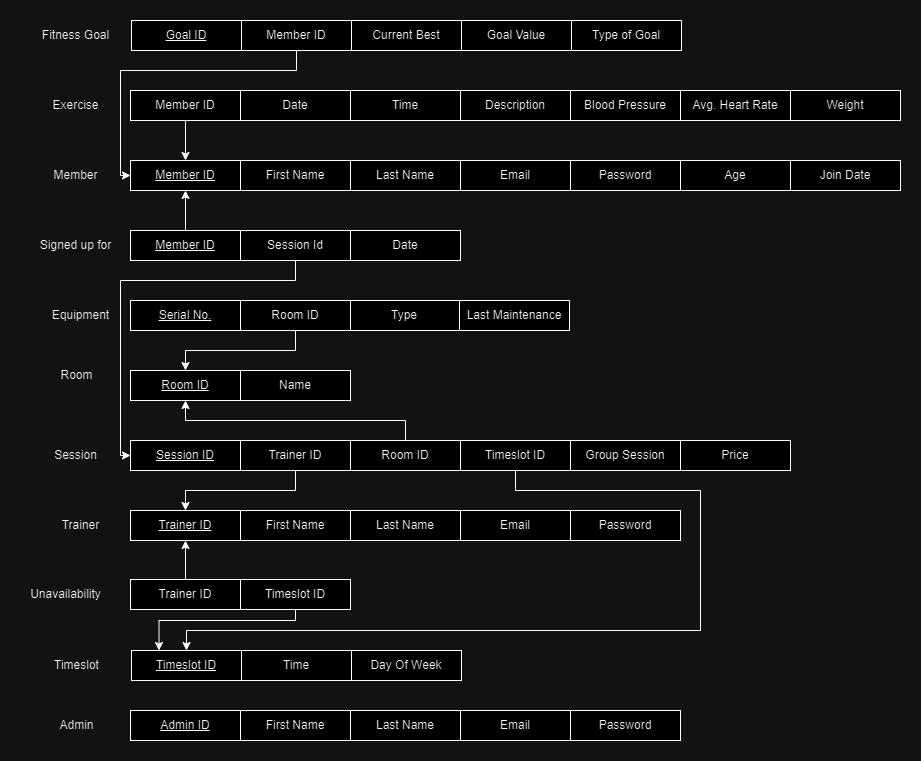 Fitness Goal Goal ID Member ID Current Best Goal Value Type of Goal
Exercise Member ID Date Time Description Blood Pressure Avg. Heart Rate Weight
Member Member ID First Name Last Name Email Password Age Join Date
Signed up for Member ID Session Id Date
Equipment Serial No. Room ID Type Last Maintenance
Room Room ID Name
Session Session ID Trainer ID Room ID Timeslot ID Group Session Price
Trainer Trainer ID First Name Last Name Email Password
Unavailability Trainer ID Timeslot ID
Timeslot Timeslot ID Time Day Of Week
Admin Admin ID First Name Last Name Email Password